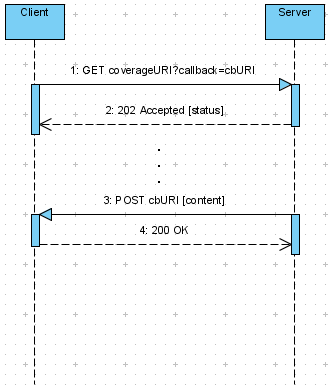 Client
Server
1: GET coverageURI?callback=cbURI
2: 202 Accepted [status]
3: POST cbURI [content]
4: 200 OK